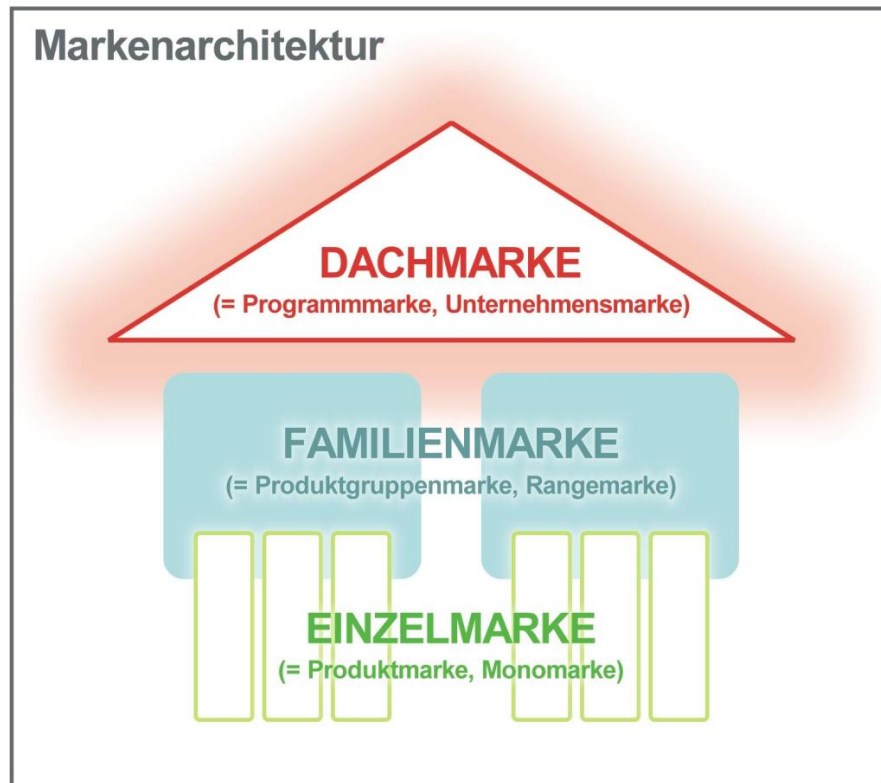 Markenarchitektur
DACHMARKE
(= Programmmarke, Unternehmensmarke)
FAMILIENMARKE
(= Produktgruppenmarke, Rangemarke)
EINZELMARKE
(= Produktmarke, Monomarke)